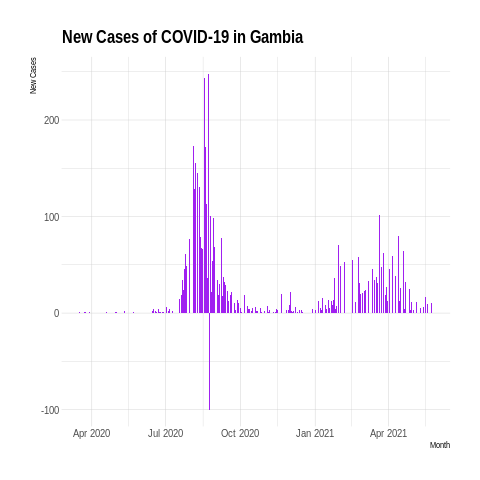 New Cases of COVID-19 in Gambia
New Cases
200
100
0
-100
Apr 2020 Jul 2020 Oct 2020 Jan 2021 Apr 2021
Month